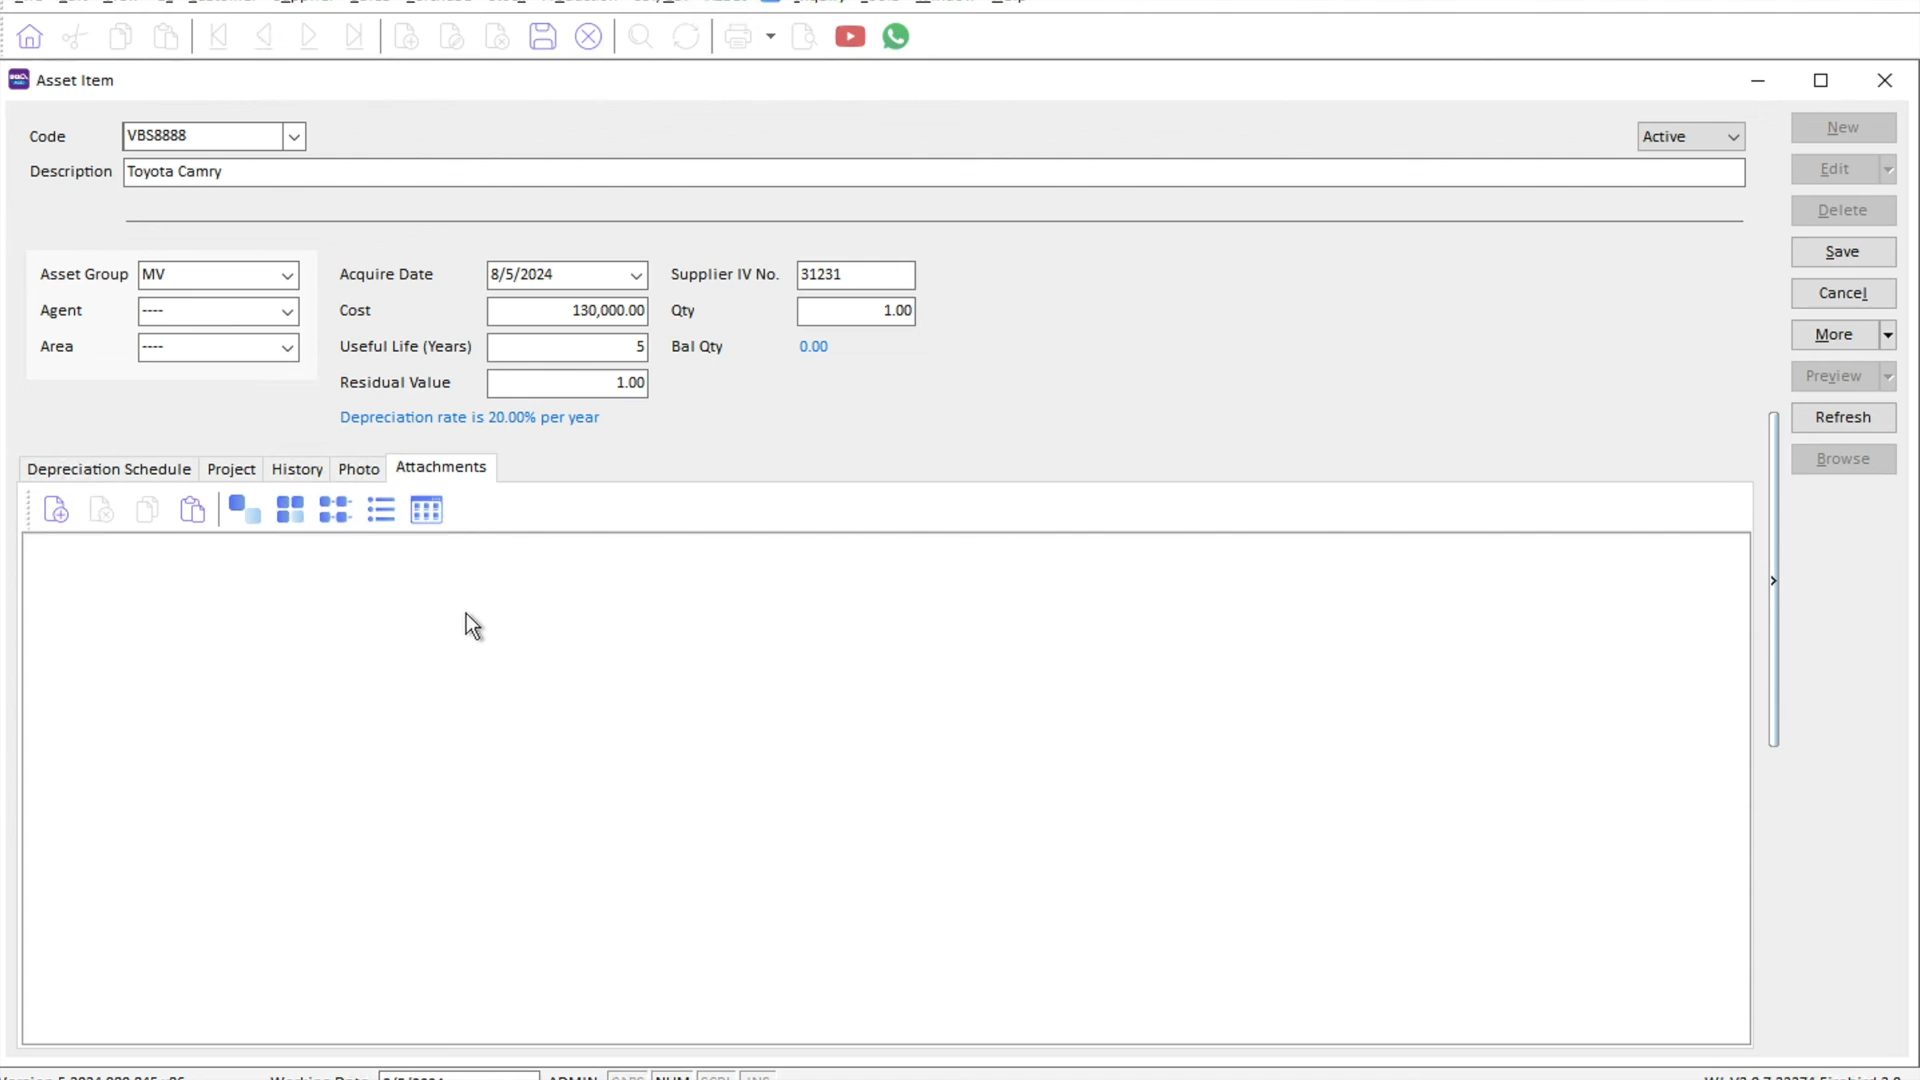 Asset Item
Code VBS8888 Active
Description Toyota Camry
Asset Group MV Acquire Date 8/5/2024 Supplier IV No. 31231
Agent ---- Cost 130,000.00 Qty 1.00
Area ---- Useful Life (Years) 5 Bal Qty 0.00
Residual Value 1.00
Depreciation rate is 20.00% per year
Depreciation Schedule Project History Photo Attachments
New
Edit
Delete
Save
Cancel
More
Preview
Refresh
Browse